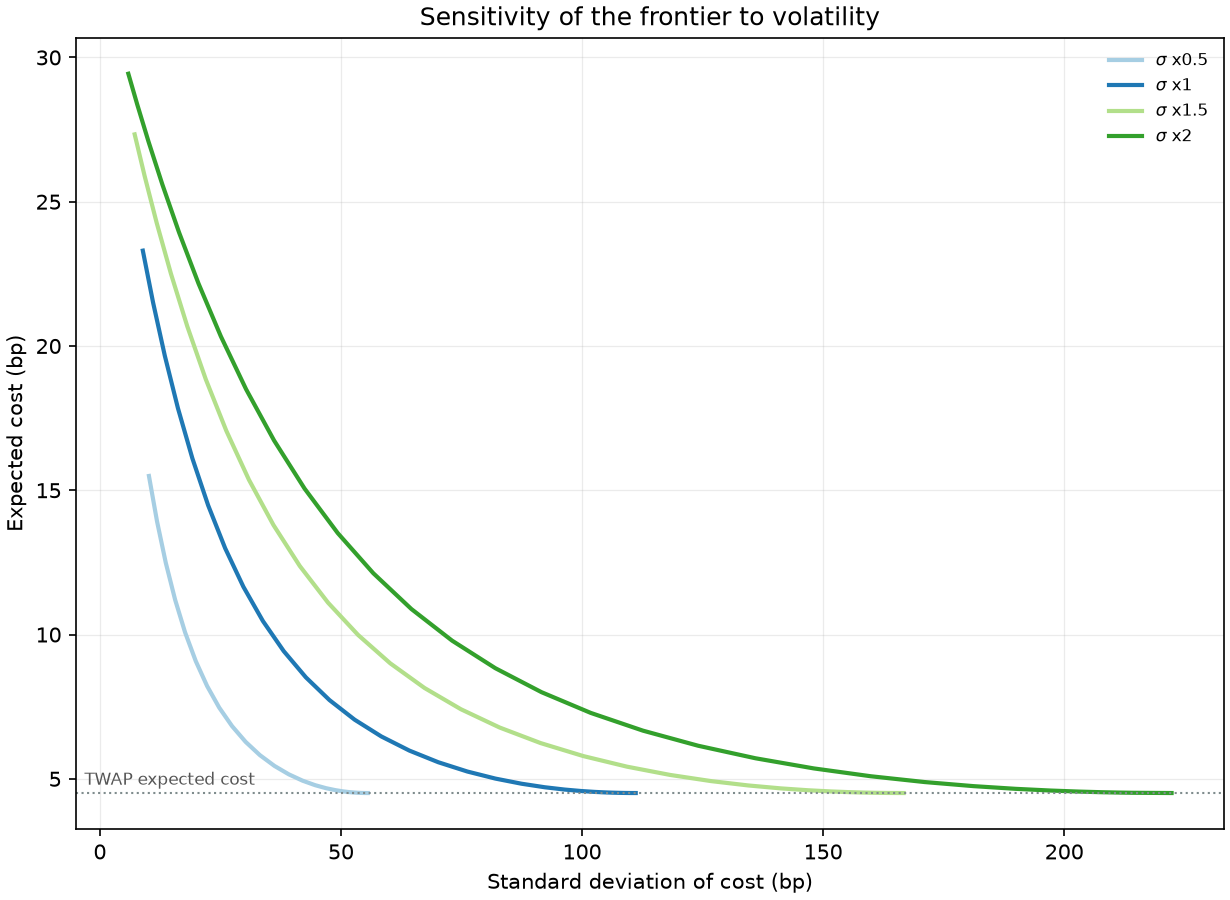 Sensitivity of the frontier to volatility
σ x0.5
σ x1
σ x1.5
σ x2
Expected cost (bp)
30
25
20
15
10
5
TWAP expected cost
0
50
100
150
200
Standard deviation of cost (bp)